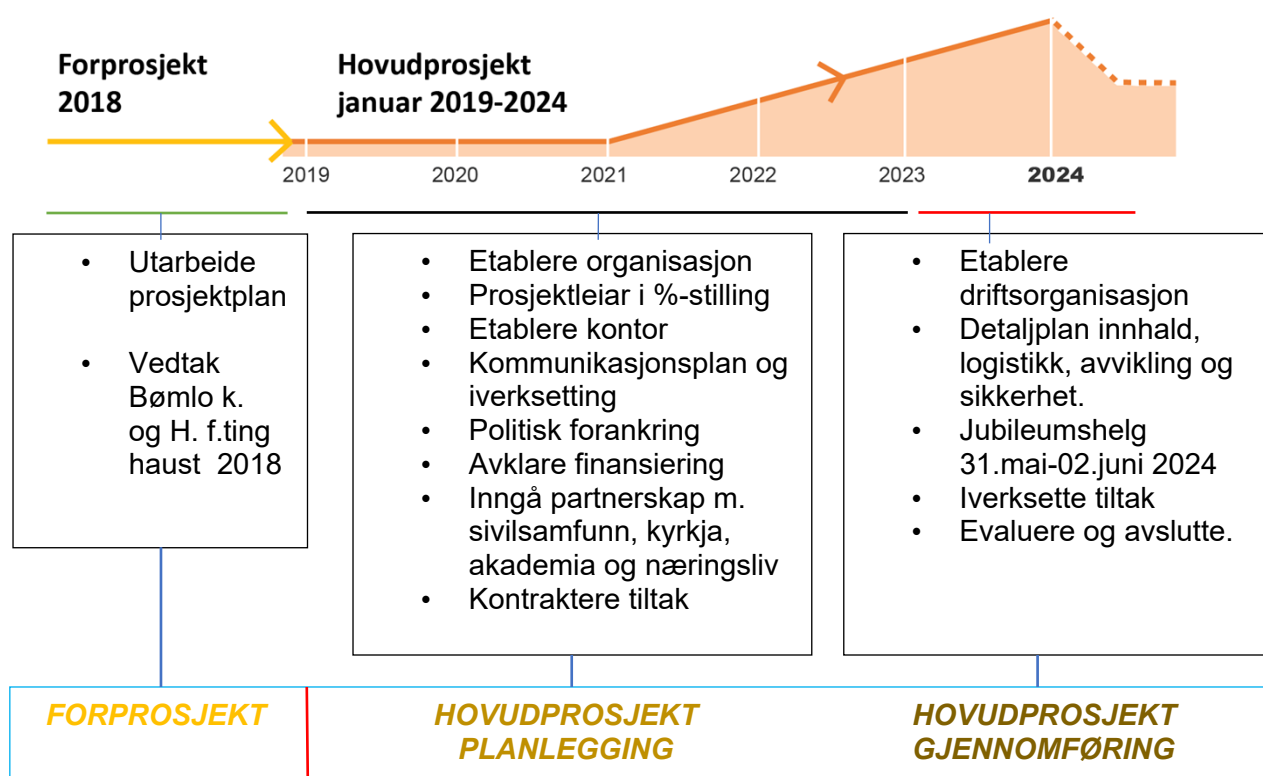 Forprosjekt
2018
Hovudprosjekt
januar 2019-2024
2019
2020
2021
2022
2023
2024
• Utarbeide
prosjektplan
• Vedtak
Bømlo k.
og H. f.ting
haust 2018
• Etablere organisasjon
• Prosjektleiar i %-stilling
• Etablere kontor
• Kommunikasjonsplan og
iverksetting
• Politisk forankring
• Avklare finansiering
• Inngå partnerskap m.
sivilsamfunn, kyrkja,
akademia og næringsliv
• Kontraktere tiltak
• Etablere
driftsorganisasjon
• Detaljplan innhald,
logistikk, avvikling og
sikkerhet.
• Jubileumshelg
31.mai-02.juni 2024
• Iverksette tiltak
• Evaluere og avslutte.
FORPROSJEKT
HOVUDPROSJEKT
PLANLEGGING
HOVUDPROSJEKT
GJENNOMFØRING